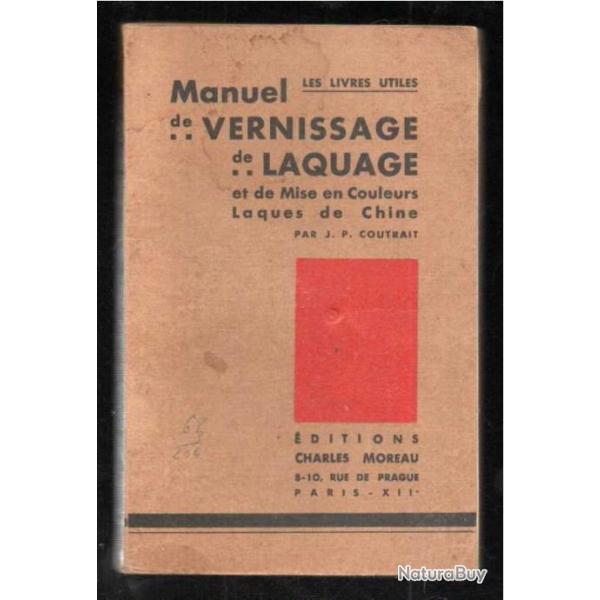 LES LIVRES UTILES
Manuel
de VERNISSAGE
de LAQUAGE
et de Mise en Couleurs
Laques de Chine
PAR J. P. COUTRAIT
ÉDITIONS
CHARLES MOREAU
8-10, RUE DE PRAGUE
PARIS - XIIe
NaturaBuy